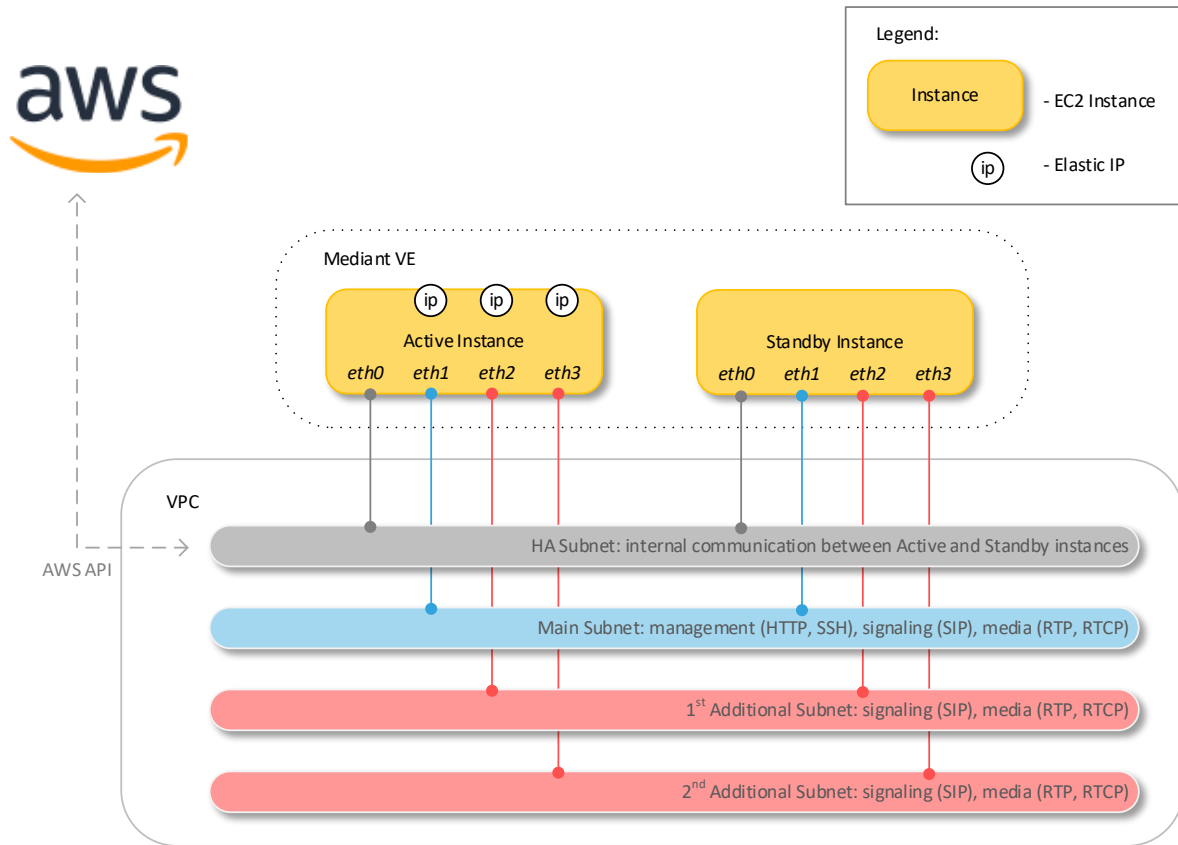 aws
Legend:
Instance
- EC2 Instance
ip
- Elastic IP
Mediant VE
ip ip ip
Active Instance
eth0 eth1 eth2 eth3
Standby Instance
eth0 eth1 eth2 eth3
VPC
AWS API
HA Subnet: internal communication between Active and Standby instances
Main Subnet: management (HTTP, SSH), signaling (SIP), media (RTP, RTCP)
1st Additional Subnet: signaling (SIP), media (RTP, RTCP)
2nd Additional Subnet: signaling (SIP), media (RTP, RTCP)